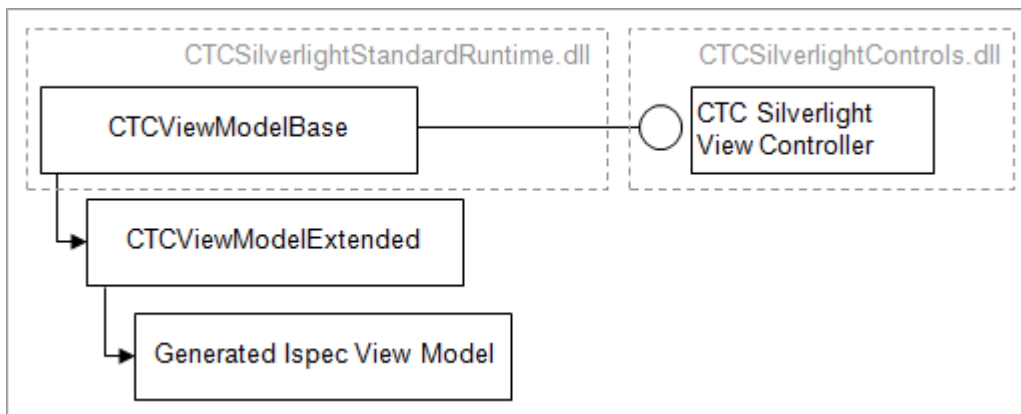 CTCSilverlightStandardRuntime.dll
CTCSilverlightControls.dll
CTCViewModelBase
CTC Silverlight
View Controller
CTCViewModelExtended
Generated Ispec View Model